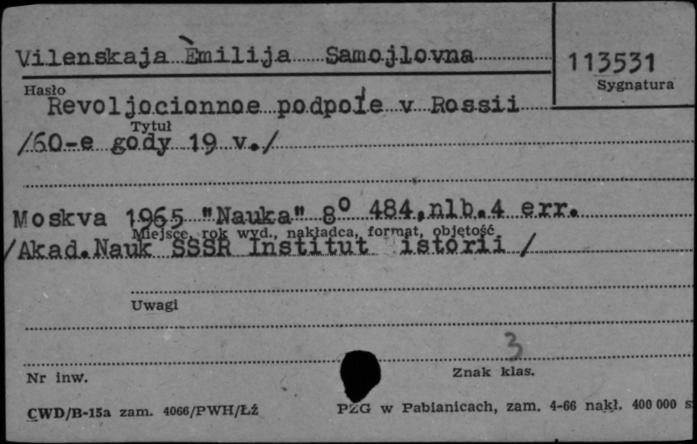 Vilenskaja Èmilija Samojlovna
113531
Hasło
Sygnatura
Revoljocionnoe podpol'e v Rossii
Tytuł
/60-e gody 19 v./
Moskva 1965 "Nauka" 8° 484,nlb.4 err.
Miejsce, rok wyd., nakładca, format, objętość
/Akad.Nauk SSSR Institut istorii /
Uwagi
3
Nr inw.
Znak klas.
CWD/B-15a zam. 4066/PWH/Łź
PZG w Pabianicach, zam. 4-66 nakł. 400 000 s